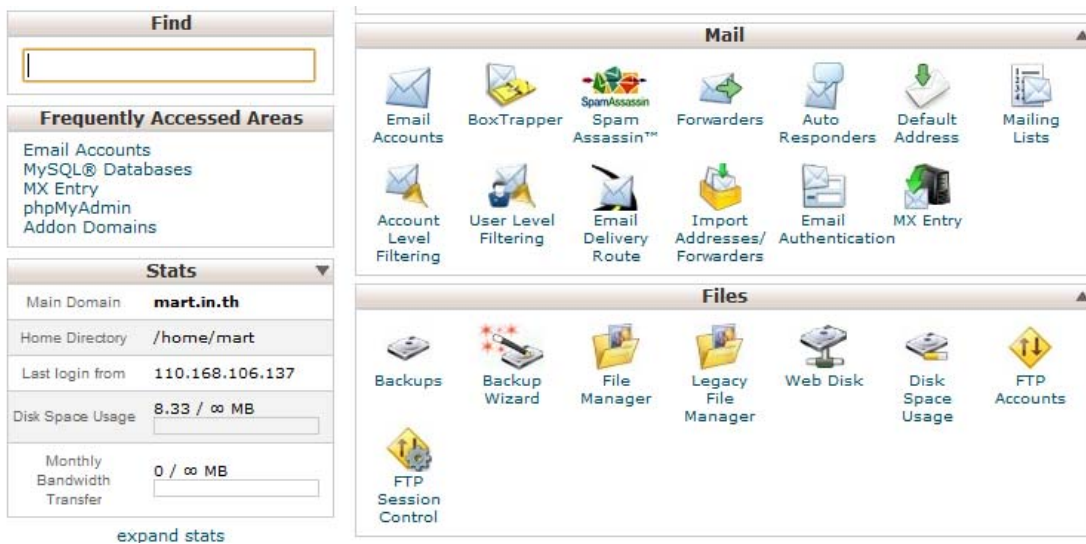 Find
Frequently Accessed Areas
Email Accounts
MySQL® Databases
MX Entry
phpMyAdmin
Addon Domains
Stats
Main Domain mart.in.th
Home Directory /home/mart
Last login from 110.168.106.137
Disk Space Usage 8.33 / ∞ MB
Monthly
Bandwidth
Transfer
0 / ∞ MB
expand stats
Mail
Email
Accounts
BoxTrapper
SpamAssassin
Spam
Assassin™
Forwarders
Auto
Responders
Default
Address
Mailing
Lists
Account
Level
Filtering
User Level
Filtering
Email
Delivery
Route
Import
Addresses/
Forwarders
Email
Authentication
MX Entry
Files
Backups
Backup
Wizard
File
Manager
Legacy
File
Manager
Web Disk
Disk
Space
Usage
FTP
Accounts
FTP
Session
Control